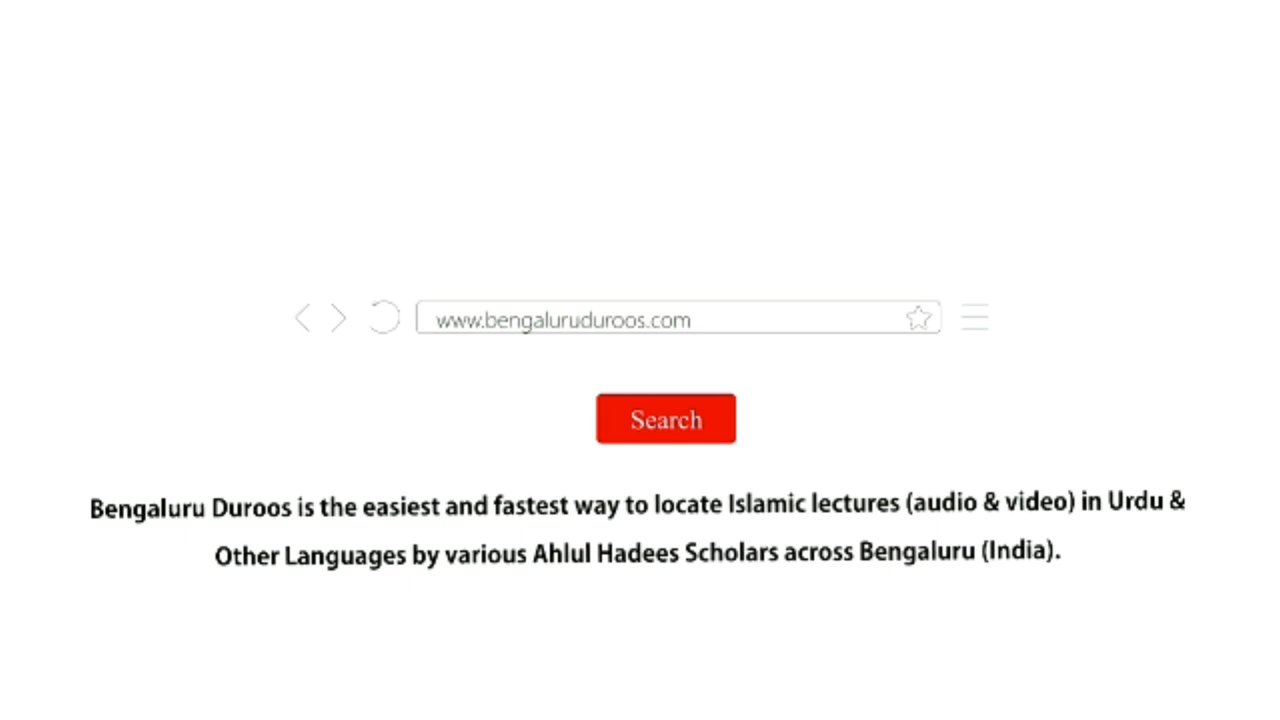 www.bengaluruduroos.com
Search
Bengaluru Duroos is the easiest and fastest way to locate Islamic lectures (audio & video) in Urdu &
Other Languages by various Ahlul Hadees Scholars across Bengaluru (India).